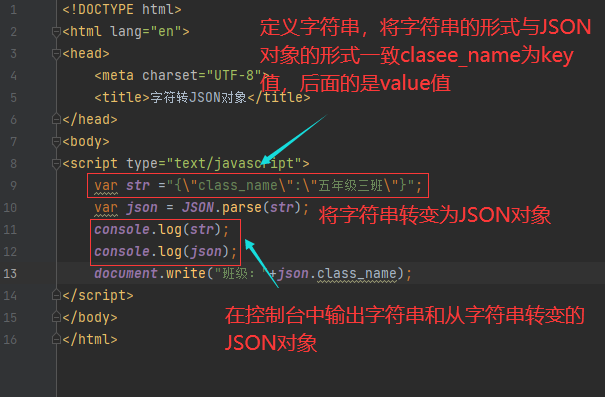 1 <!DOCTYPE html>
2 <html lang="en">
3 <head>
4 <meta charset="UTF-8">
5 <title>字符转JSON对象</title>
6 </head>
7 <body>
8 <script type="text/javascript">
9 var str ="{\"class_name\":\"五年级三班\"}";
10 var json = JSON.parse(str);
11 console.log(str);
12 console.log(json);
13 document.write("班级："+json.class_name);
14 </script>
15 </body>
16 </html>
定义字符串，将字符串的形式与JSON
对象的形式一致clasee_name为key
值，后面的是value值
将字符串转变为JSON对象
在控制台中输出字符串和从字符串转变的
JSON对象